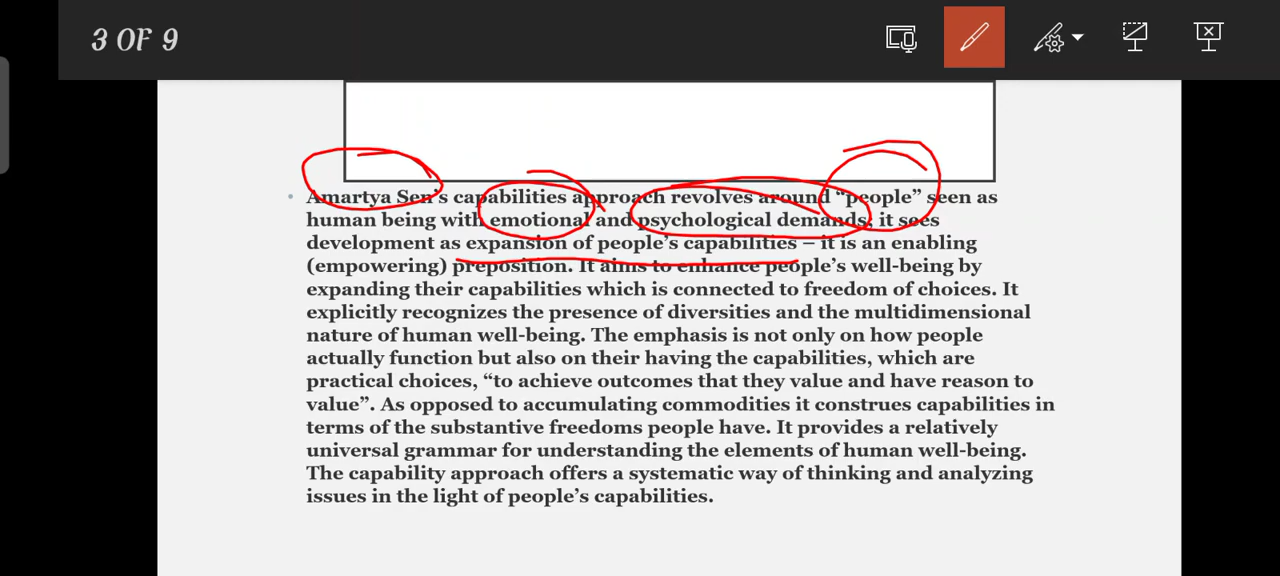 3 OF 9
• Amartya Sen's capabilities approach revolves around “people” seen as
human being with emotional and psychological demands; it sees
development as expansion of people's capabilities – it is an enabling
(empowering) preposition. It aims to enhance people's well-being by
expanding their capabilities which is connected to freedom of choices. It
explicitly recognizes the presence of diversities and the multidimensional
nature of human well-being. The emphasis is not only on how people
actually function but also on their having the capabilities, which are
practical choices, “to achieve outcomes that they value and have reason to
value”. As opposed to accumulating commodities it construes capabilities in
terms of the substantive freedoms people have. It provides a relatively
universal grammar for understanding the elements of human well-being.
The capability approach offers a systematic way of thinking and analyzing
issues in the light of people's capabilities.